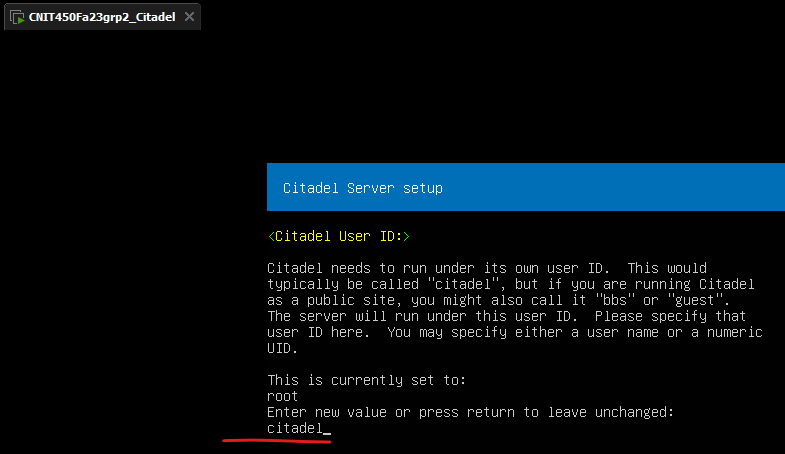 CNIT450Fa23grp2_Citadel
Citadel Server setup
<Citadel User ID:>
Citadel needs to run under its own user ID.  This would
typically be called "citadel", but if you are running Citadel
as a public site, you might also call it "bbs" or "guest".
The server will run under this user ID.  Please specify that
user ID here.  You may specify either a user name or a numeric
UID.
This is currently set to:
root
Enter new value or press return to leave unchanged:
citadel_